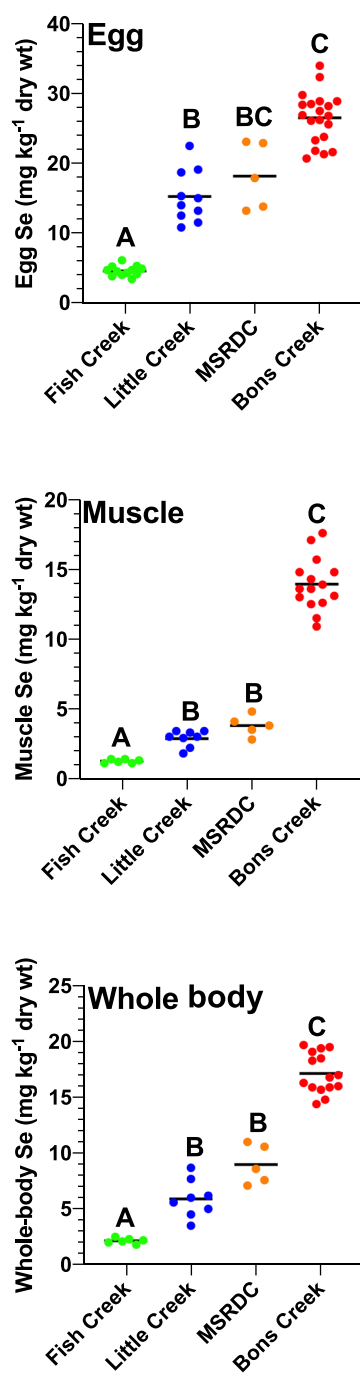 Egg
Egg Se (mg kg-1 dry wt)
40
30
20
10
0
A
B
BC
C
Fish Creek
Little Creek
MSRDC
Bons Creek
Muscle
Muscle Se (mg kg-1 dry wt)
20
15
10
5
0
A
B
B
C
Fish Creek
Little Creek
MSRDC
Bons Creek
Whole body
Whole-body Se (mg kg-1 dry wt)
25
20
15
10
5
0
A
B
B
C
Fish Creek
Little Creek
MSRDC
Bons Creek